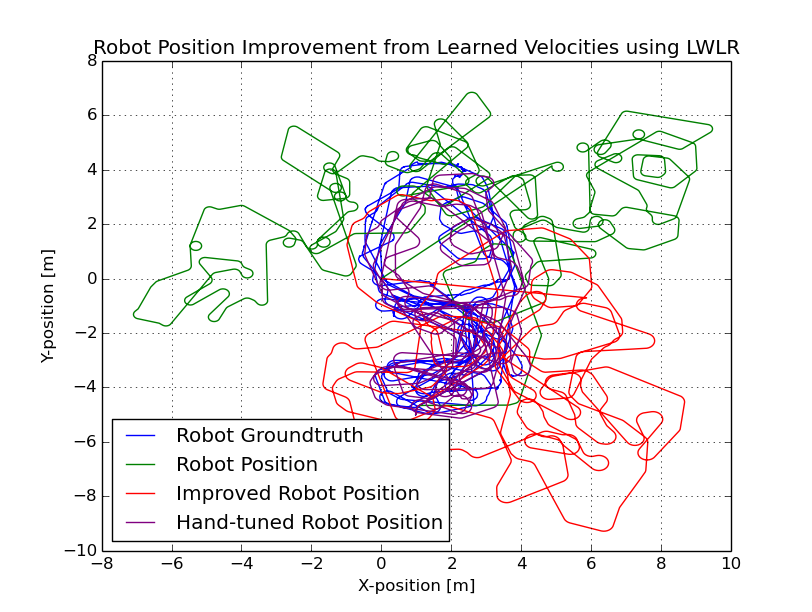 Robot Position Improvement from Learned Velocities using LWLR
8
6
4
2
0
−2
−4
−6
−8
−10
Y-position [m]
Robot Groundtruth
Robot Position
Improved Robot Position
Hand-tuned Robot Position
−8 −6 −4 −2 0 2 4 6 8 10
X-position [m]